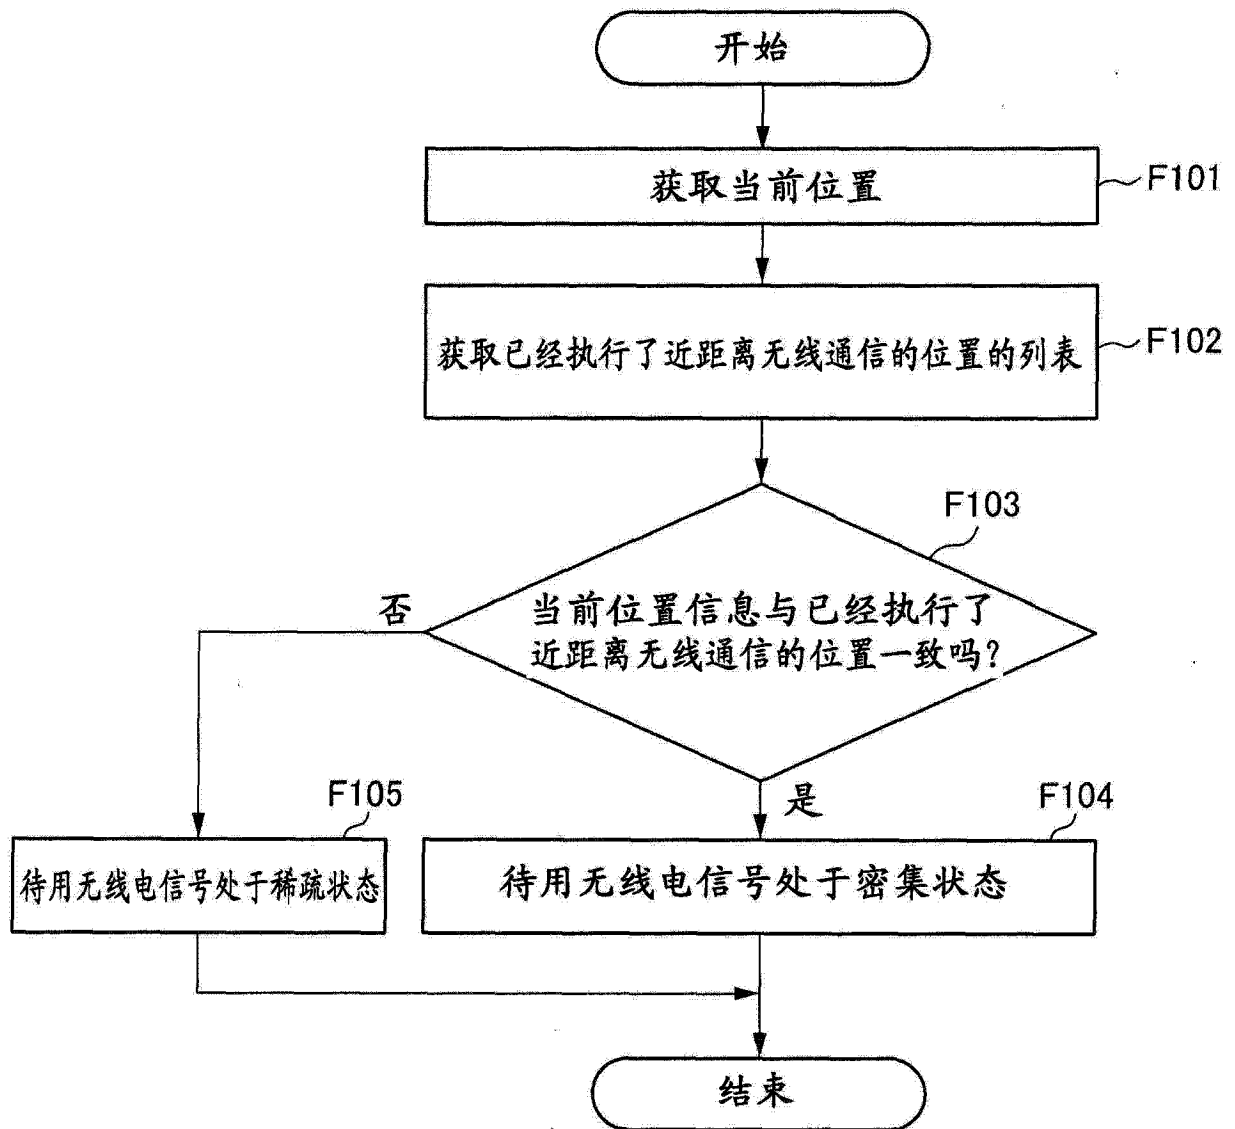 开始
获取当前位置
F101
获取已经执行了近距离无线通信的位置的列表
F102
F103
当前位置信息与已经执行了
近距离无线通信的位置一致吗？
否
是
F105
待用无线电信号处于稀疏状态
F104
待用无线电信号处于密集状态
结束